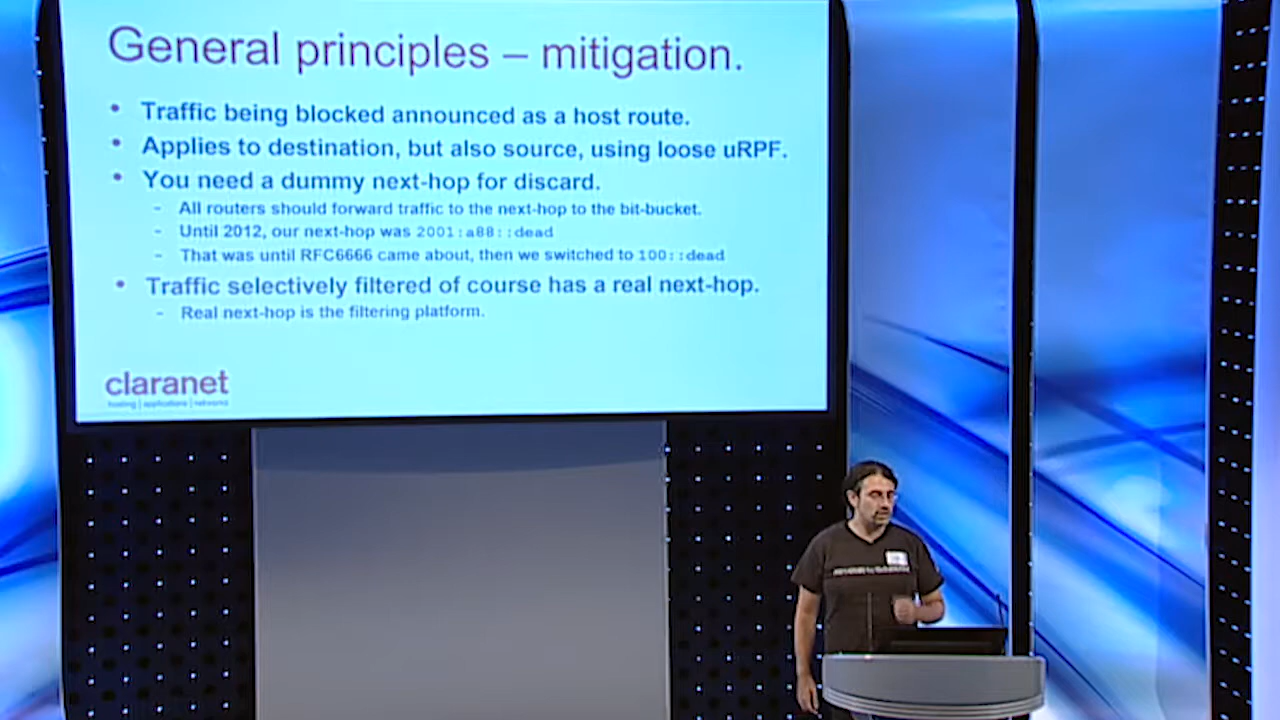 General principles – mitigation.
• Traffic being blocked announced as a host route.
• Applies to destination, but also source, using loose uRPF.
• You need a dummy next-hop for discard.
- All routers should forward traffic to the next-hop to the bit-bucket.
- Until 2012, our next-hop was 2001:a88::dead
- That was until RFC6666 came about, then we switched to 100::dead
• Traffic selectively filtered of course has a real next-hop.
- Real next-hop is the filtering platform.
claranet
hosting | applications | networks